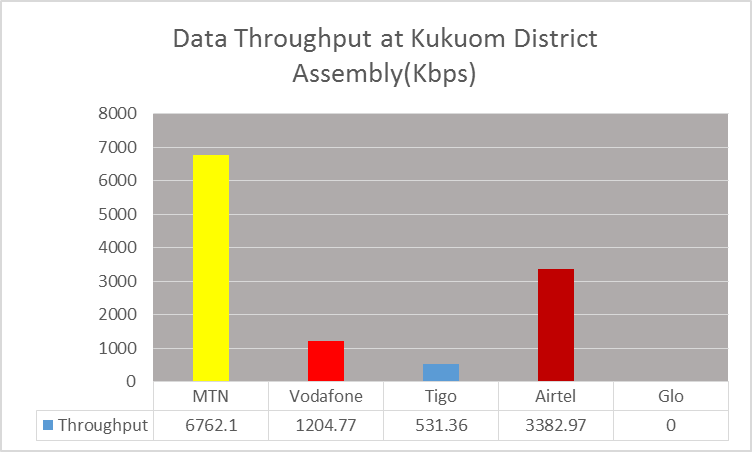 Data Throughput at Kukuom District
Assembly(Kbps)
8000
7000
6000
5000
4000
3000
2000
1000
0
MTN Vodafone Tigo Airtel Glo
Throughput 6762.1 1204.77 531.36 3382.97 0